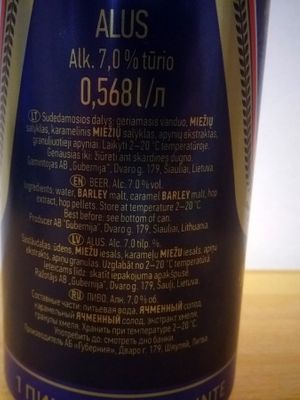 ALUS
Alk. 7,0 % tūrio
0,568 l/л
LT Sudedamosios dalys: geriamasis vanduo, MIEŽIŲ
salyklas, karamelinis MIEŽIŲ salyklas, apynių ekstraktas,
granuliuotieji apyniai. Laikyti 2–20 °C temperatūroje.
Geriausias iki: žiūrėti ant skardinės dugno.
Gamintojas AB „Gubernija“, Dvaro g. 179, Šiauliai, Lietuva.
EN BEER. Alc. 7.0 % vol.
Ingredients: water, BARLEY malt, caramel BARLEY malt, hop
extract, hop pellets. Store at temperature 2–20 °C.
Best before: see bottom of can.
Producer AB „Gubernija“, Dvaro g. 179, Šiauliai, Lithuania.
LV ALUS. Alc. 7,0 tilp. %.
Sastāvdaļas: ūdens, MIEŽU iesals, karameļu MIEŽU iesals, apiņu
ekstrakts, apiņu granulas. Uzglabāt no 2–20 °C temperatūrā.
Ieteicams līdz: skatīt iepakojuma apakšpusē
Ražotājs AB „Gubernija“, Dvaro g. 179, Šauļi, Lietuva.
RU ПИВО. Алк. 7,0 % об.
Составные части: питьевая вода, ЯЧМЕННЫЙ солод,
карамельный ЯЧМЕННЫЙ солод, экстракт хмеля,
гранулы хмеля. Хранить при температуре 2–20 °C.
Употребить до: смотреть на дно банки.
Производитель АБ «Губерния», Дваро г. 179, Шяуляй, Литва.
1 ПИ